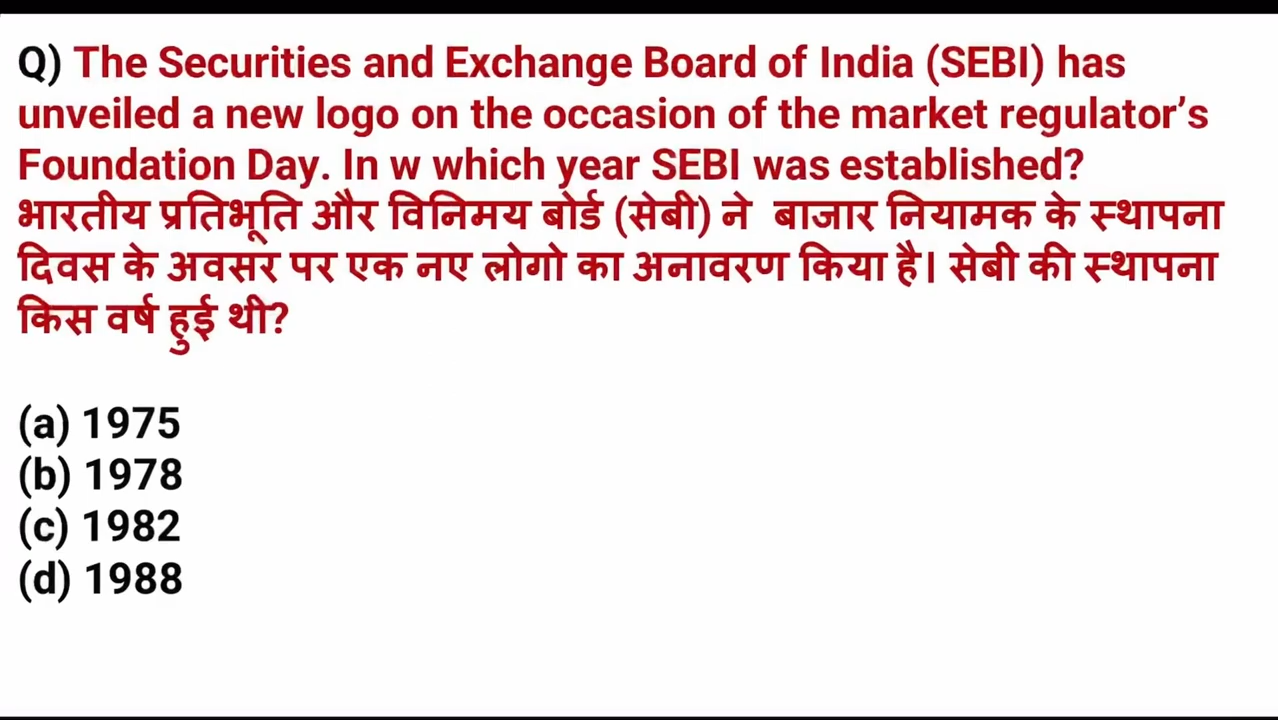 Q) The Securities and Exchange Board of India (SEBI) has
unveiled a new logo on the occasion of the market regulator’s
Foundation Day. In w which year SEBI was established?
भारतीय प्रतिभूति और विनिमय बोर्ड (सेबी) ने  बाजार नियामक के स्थापना
दिवस के अवसर पर एक नए लोगो का अनावरण किया है। सेबी की स्थापना
किस वर्ष हुई थी?
(a) 1975
(b) 1978
(c) 1982
(d) 1988